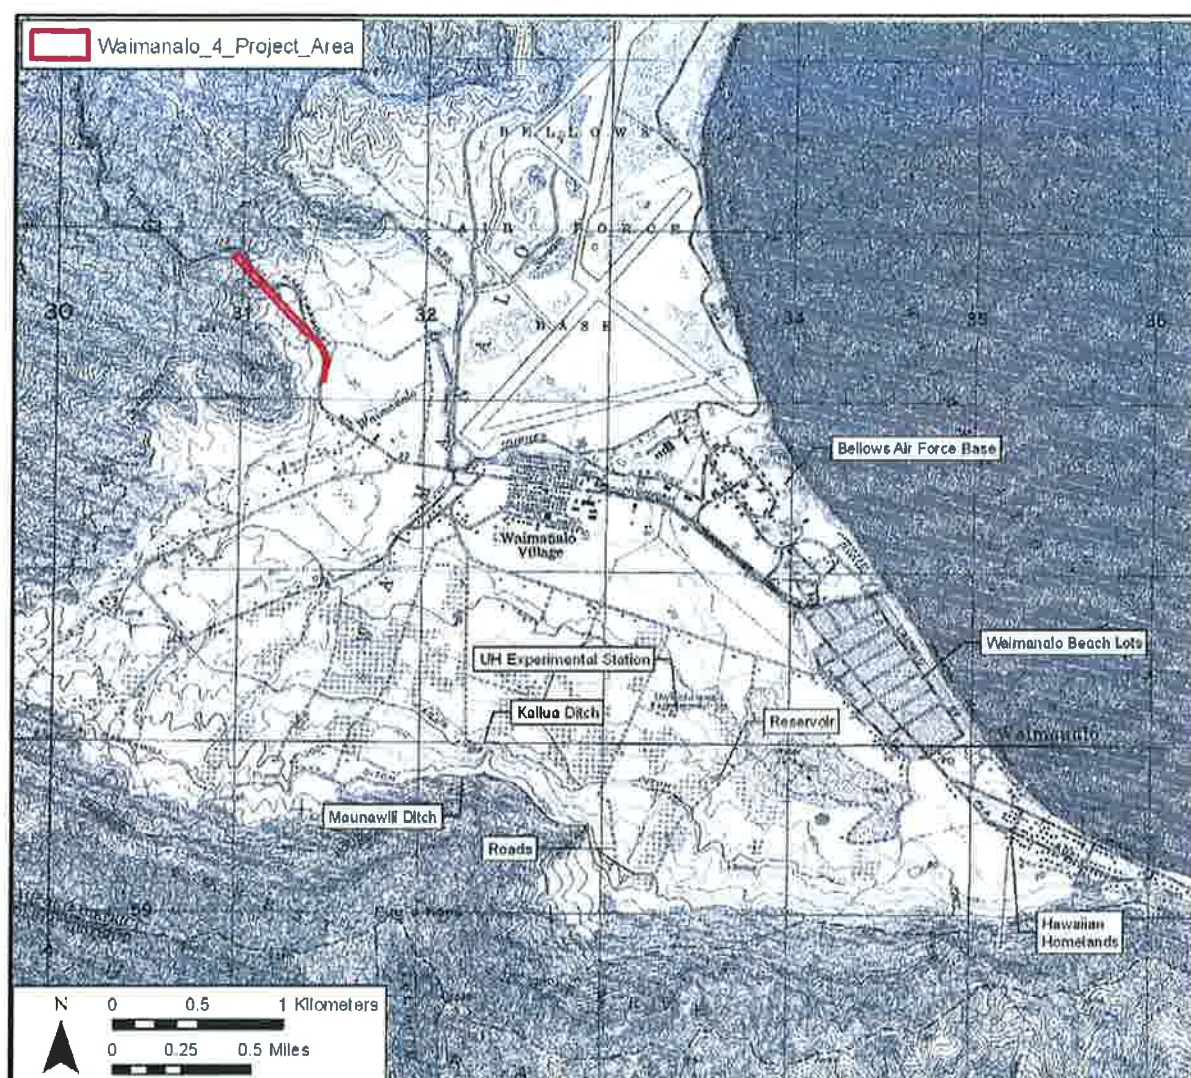 Waimanalo_4_Project_Area
BELLOWS
AIR FORCE
30
31
32
34
35
36
BASE
Waimanalo
Bellows Air Force Base
Waimanalo
Village
Waimanalo Beach Lots
UH Experimental Station
Kailua Ditch
Reservoir
Waimanalo
Maunawili Ditch
Roads
Hawaiian
Homelands
N
0 0.5 1 Kilometers
0 0.25 0.5 Miles